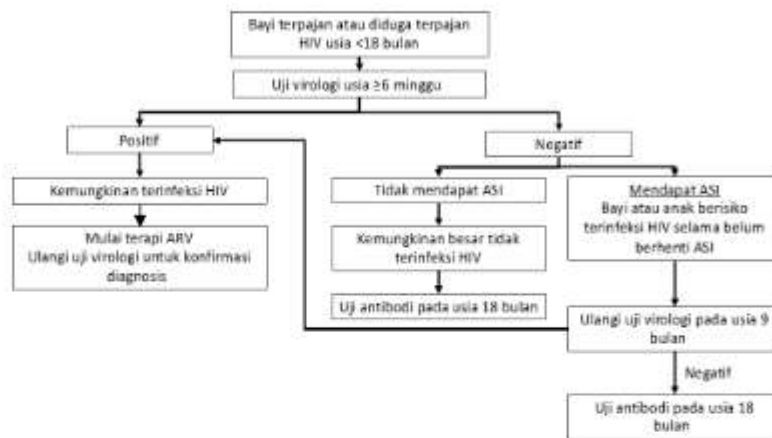 Bayi terpajan atau diduga terpajan
HIV usia <18 bulan
Uji virologi usia ≥6 minggu
Positif
Negatif
Kemungkinan terinfeksi HIV
Tidak mendapat ASI
Mendapat ASI
Bayi atau anak berisiko
terinfeksi HIV selama belum
berhenti ASI
Mulai terapi ARV
Ulangi uji virologi untuk konfirmasi
diagnosis
Kemungkinan besar tidak
terinfeksi HIV
Uji antibodi pada usia 18 bulan
Ulangi uji virologi pada usia 9
bulan
Negatif
Uji antibodi pada usia 18
bulan